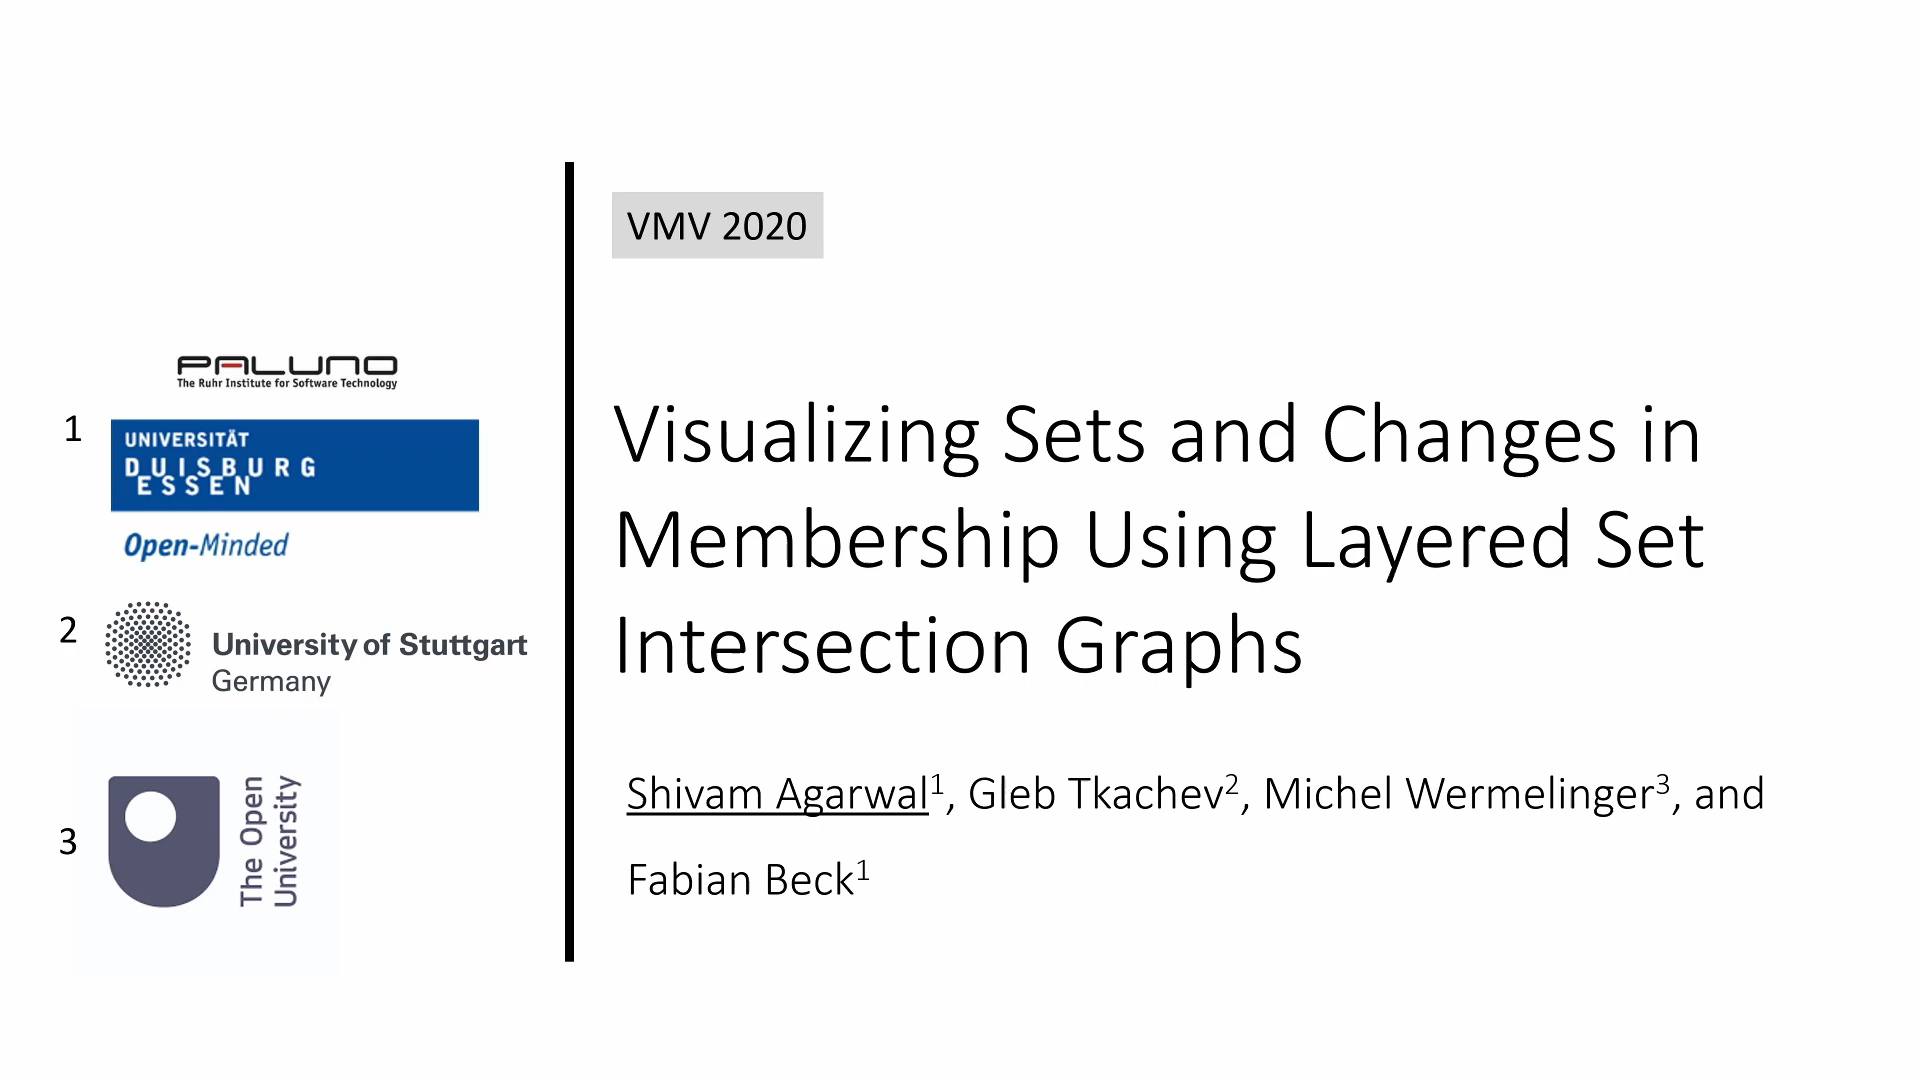 VMV 2020
PALUNO
The Ruhr Institute for Software Technology
1
UNIVERSITÄT
DUISBURG
ESSEN
Open-Minded
2
University of Stuttgart
Germany
3
The Open
University
Visualizing Sets and Changes in
Membership Using Layered Set
Intersection Graphs
Shivam Agarwal¹, Gleb Tkachev², Michel Wermelinger³, and
Fabian Beck¹